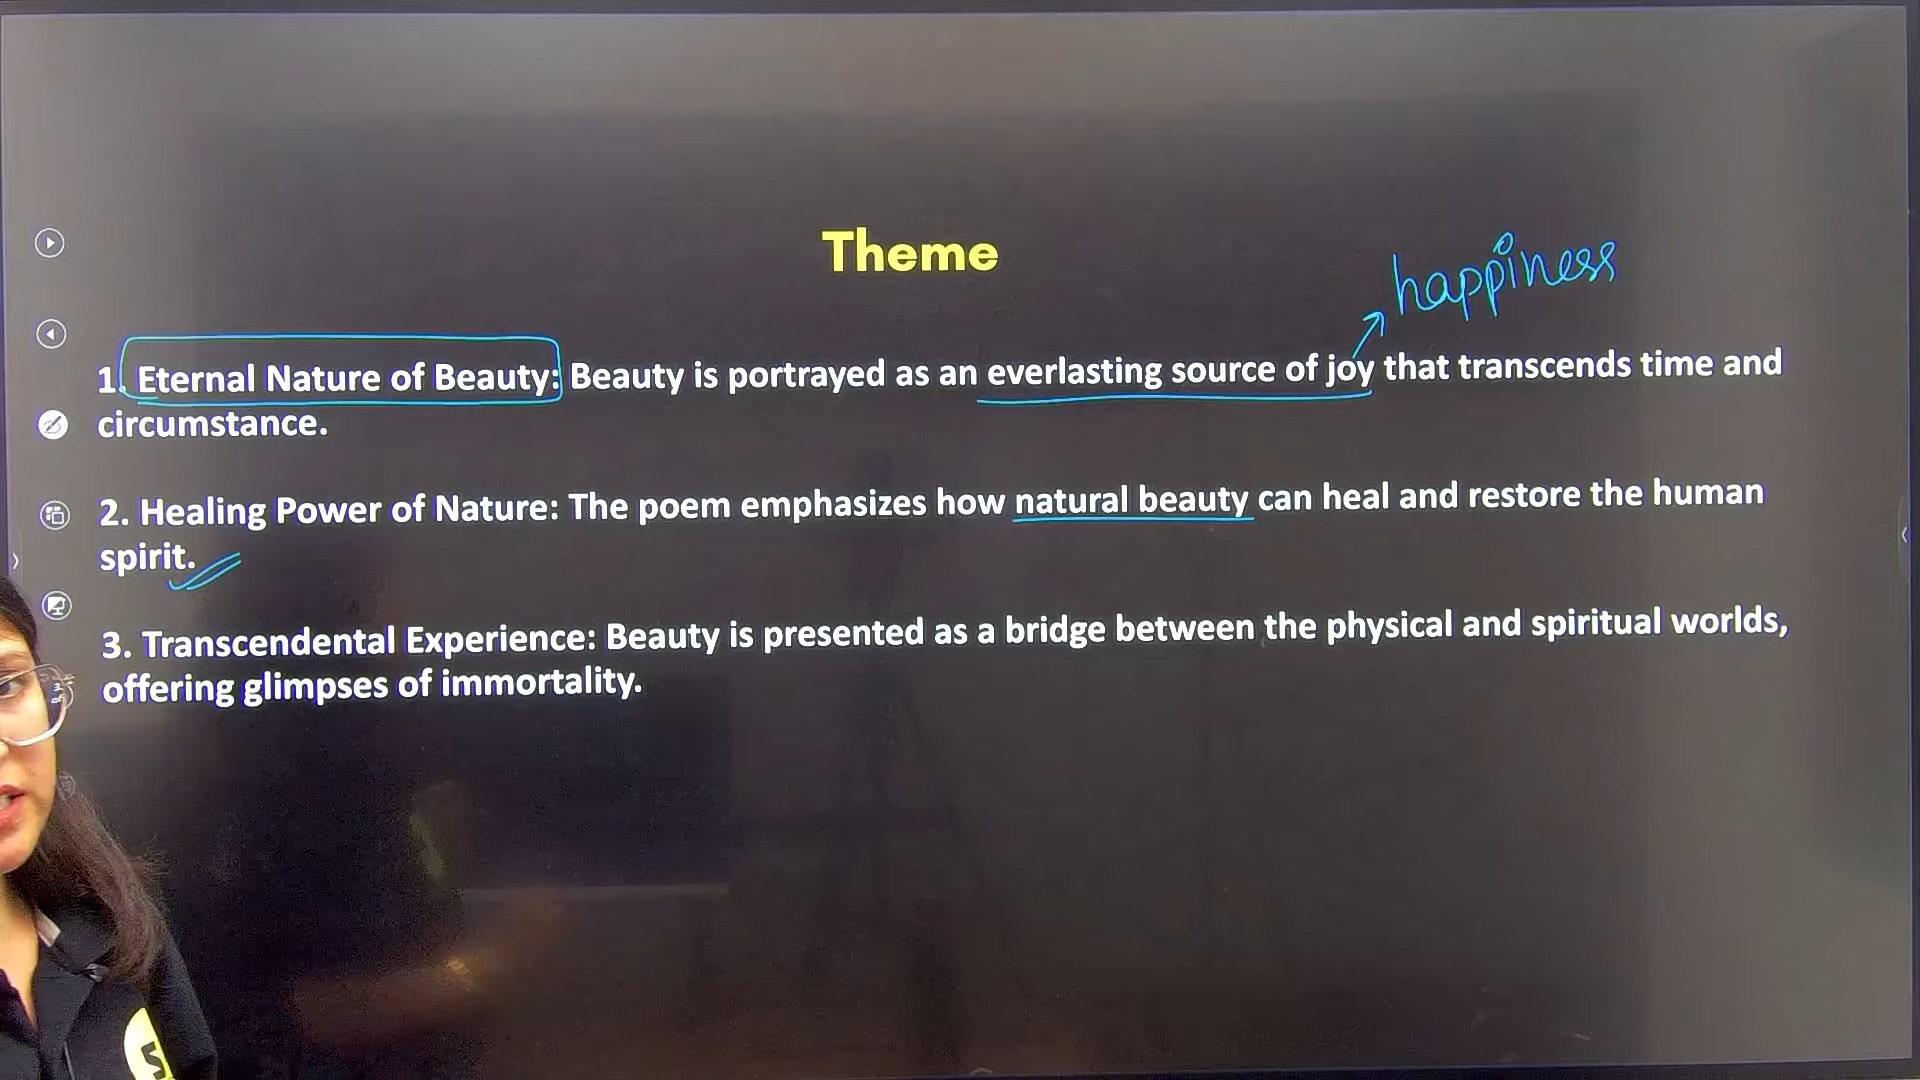 Theme
happiness
1. Eternal Nature of Beauty: Beauty is portrayed as an everlasting source of joy that transcends time and
circumstance.
2. Healing Power of Nature: The poem emphasizes how natural beauty can heal and restore the human
spirit.
3. Transcendental Experience: Beauty is presented as a bridge between the physical and spiritual worlds,
offering glimpses of immortality.